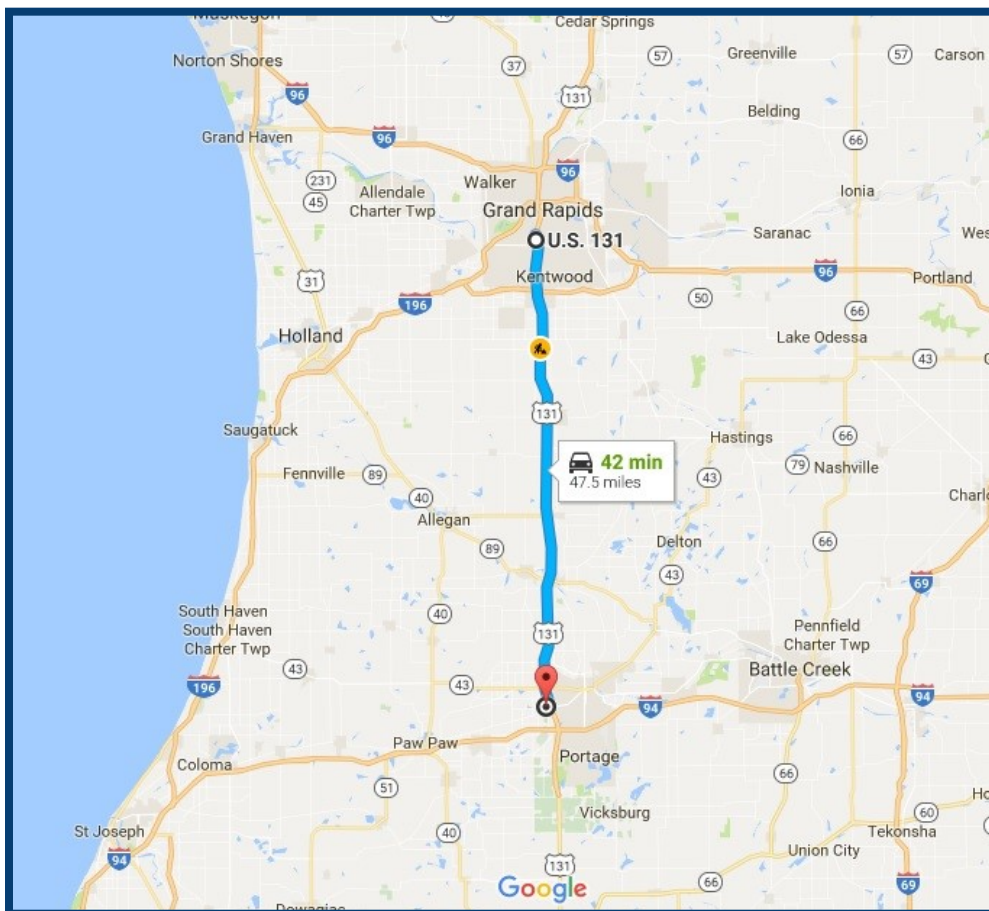 Muskegon
Cedar Springs
Norton Shores
37
57
Greenville
57
Carson
96
131
Belding
Grand Haven
96
66
231
45
Allendale
Charter Twp
Walker
96
Ionia
Grand Rapids
U.S. 131
Saranac
Kentwood
96
Portland
31
196
50
66
Holland
Lake Odessa
43
131
Saugatuck
Hastings
66
42 min
47.5 miles
Fennville
89
43
79
Nashville
40
Allegan
89
Delton
66
43
69
South Haven
South Haven
Charter Twp
40
131
Pennfield
Charter Twp
43
43
Battle Creek
196
94
94
Paw Paw
Portage
Coloma
51
66
Vicksburg
60
St Joseph
40
Tekonsha
94
131
Union City
Google
66
69
Dowagiac